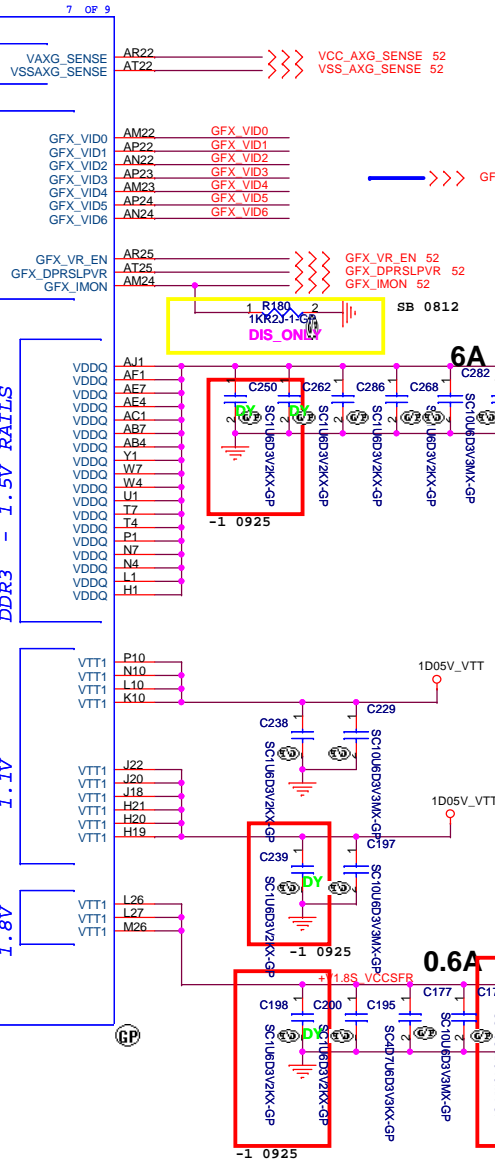 7 OF 9
VAXG_SENSE AR22 VCC_AXG_SENSE 52
VSSAXG_SENSE AT22 VSS_AXG_SENSE 52
GFX_VID0 AM22 GFX_VID0
GFX_VID1 AP22 GFX_VID1
GFX_VID2 AN22 GFX_VID2
GFX_VID3 AP23 GFX_VID3
GFX_VID4 AM23 GFX_VID4
GFX_VID5 AP24 GFX_VID5
GFX_VID6 AN24 GFX_VID6
GF
GFX_VR_EN AR25 GFX_VR_EN 52
GFX_DPRSLPVR AT25 GFX_DPRSLPVR 52
GFX_IMON AM24 GFX_IMON 52
1 R180 2
1KR2J-1-GP
DIS_ONLY
SB 0812
DDR3 - 1.5V RAILS
VDDQ AJ1
VDDQ AF1
VDDQ AE7
VDDQ AE4
VDDQ AC1
VDDQ AB7
VDDQ AB4
VDDQ Y1
VDDQ W7
VDDQ W4
VDDQ U1
VDDQ T7
VDDQ T4
VDDQ P1
VDDQ N7
VDDQ N4
VDDQ L1
VDDQ H1
6A
C250 C262 C286 C268 C282
DY DY
SC1U6D3V2KX-GP
SC1U6D3V2KX-GP
SC1U6D3V2KX-GP
SC1U6D3V2KX-GP
SC10U6D3V3MX-GP
-1 0925
1.1V
VTT1 P10
VTT1 N10
VTT1 L10
VTT1 K10
1D05V_VTT
C238 C229
SC1U6D3V2KX-GP
SC10U6D3V3MX-GP
VTT1 J22
VTT1 J20
VTT1 J18
VTT1 H21
VTT1 H20
VTT1 H19
1D05V_VTT
C239 C197
DY
SC1U6D3V2KX-GP
SC10U6D3V3MX-GP
-1 0925
1.8V
VTT1 L26
VTT1 L27
VTT1 M26
0.6A
+V1.8S_VCCSFR
C198 C200 C195 C177 C17
DY
SC1U6D3V2KX-GP
SC1U6D3V2KX-GP
SC4D7U6D3V3KX-GP
SC10U6D3V3MX-GP
GP
-1 0925